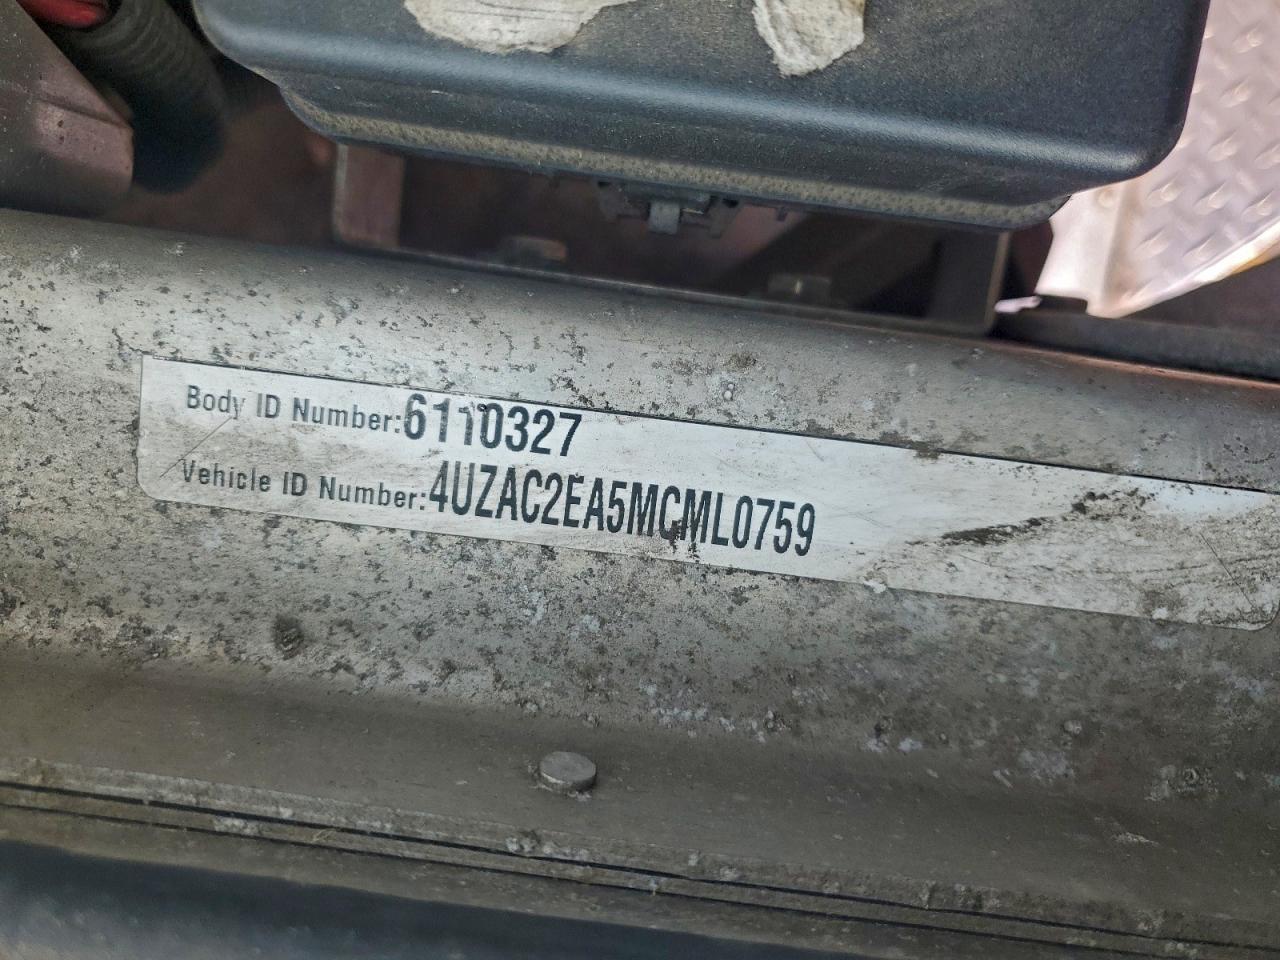 Body ID Number:6110327
Vehicle ID Number:4UZAC2EA5MCML0759